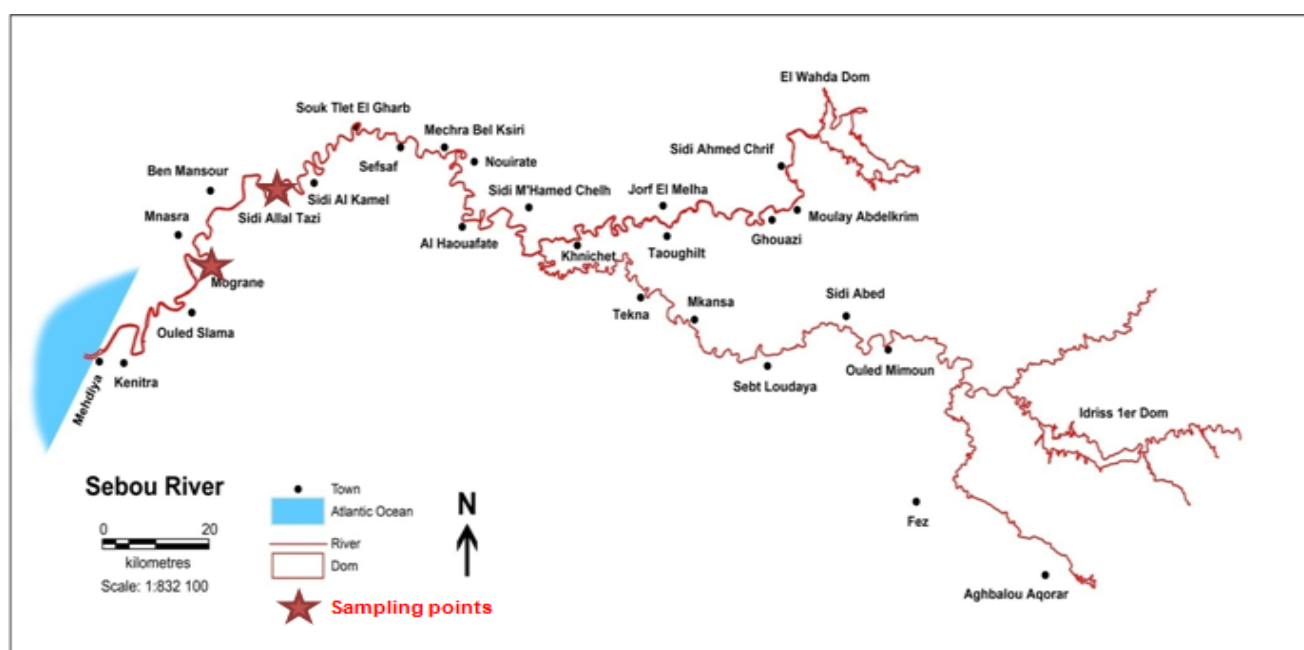 El Wahda Dom
Souk Tlet El Gharb
Mechra Bel Ksiri
Nouirate
Sefsaf
Sidi Ahmed Chrif
Ben Mansour
Sidi Al Kamel
Sidi M'Hamed Chelh
Jorf El Melha
Sidi Allal Tazi
Mnasra
Moulay Abdelkrim
Ghouazi
Al Haouafate
Khnichet
Taoughilt
Mograne
Sidi Abed
Mkansa
Tekna
Ouled Slama
Sebt Loudaya
Ouled Mimoun
Kenitra
Mehdiya
Idriss 1er Dom
Sebou River
0 20
kilometres
Scale: 1:832 100
Town
Atlantic Ocean
River
Dom
Sampling points
N
Fez
Aghbalou Aqorar